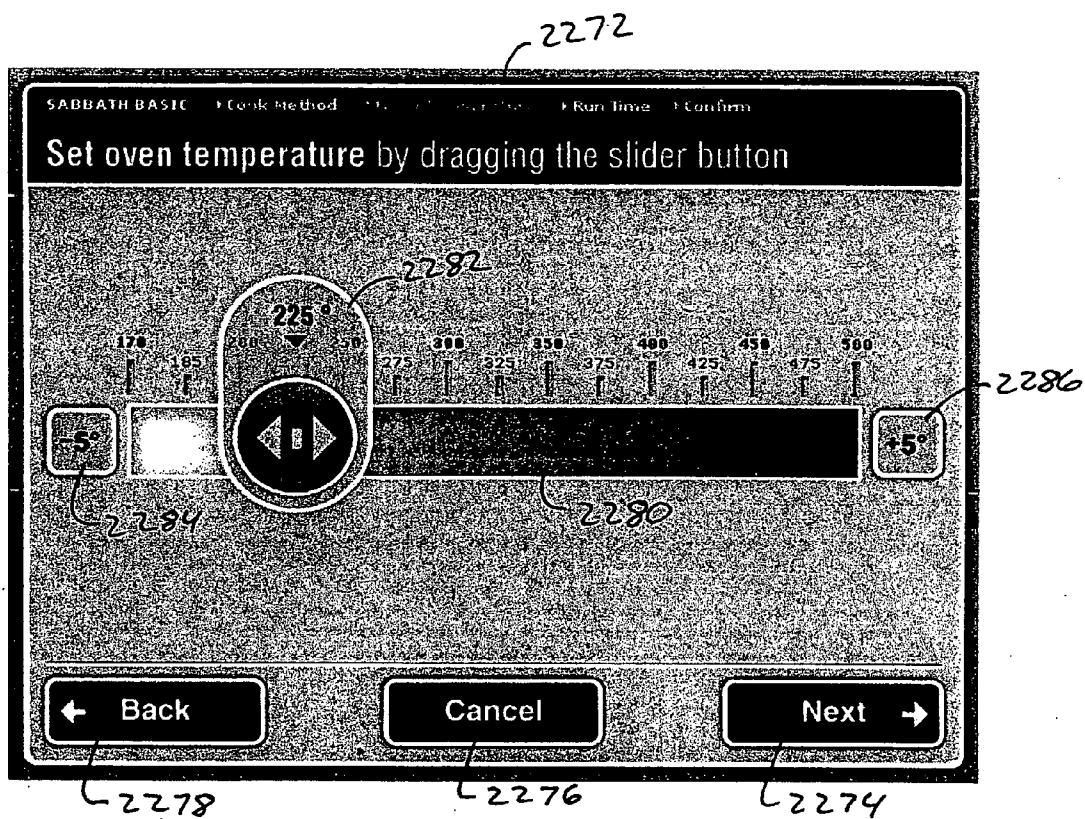 2272
SABBATH BASIC ▸Cook Method ▸Run Time ▸Confirm
Set oven temperature by dragging the slider button
2282
225°
170 185 200 250 275 300 325 350 375 400 425 450 475 500
2286
-5° +5°
2284 2280
← Back Cancel Next →
2278 2276 2274